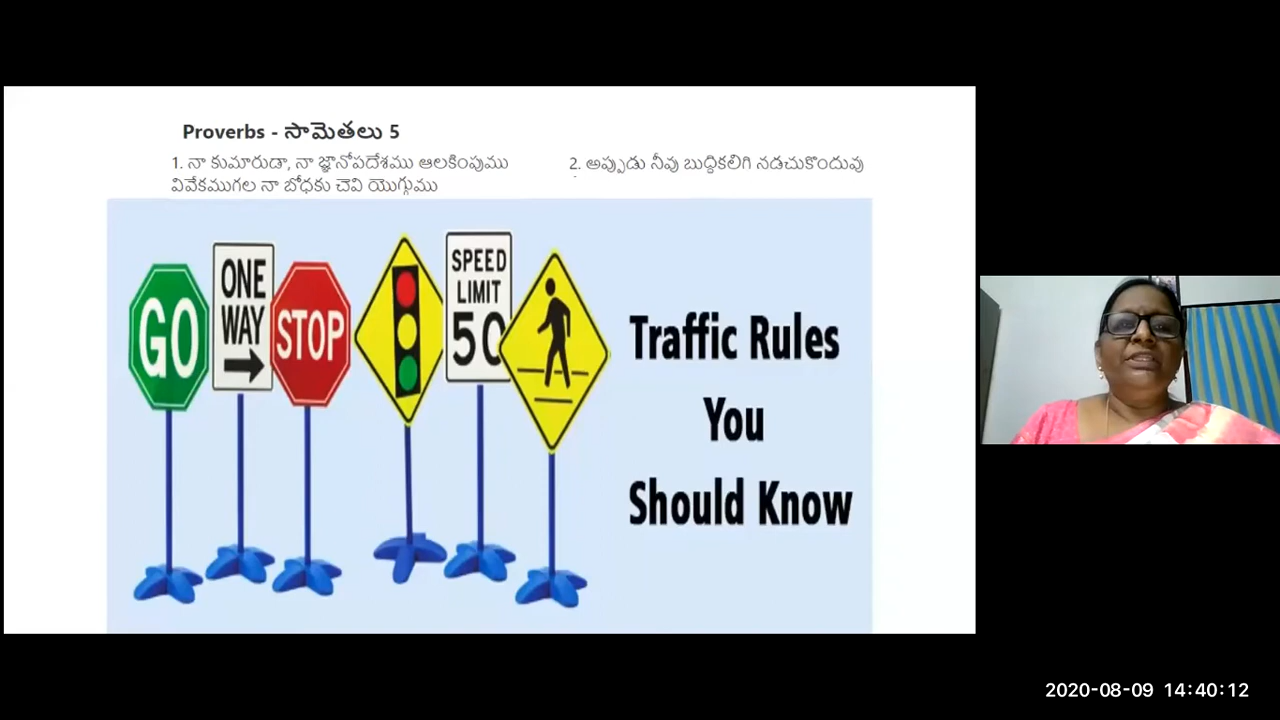 Proverbs - సామెతలు 5
1. నా కుమారుడా, నా జ్ఞానోపదేశము ఆలకింపుము
వివేకముగల నా బోధకు చెవి యొగ్గుము
2. అప్పుడు నీవు బుద్ధికలిగి నడచుకొందువు
GO
ONE
WAY
STOP
SPEED
LIMIT
50
Traffic Rules
You
Should Know
2020-08-09 14:40:12